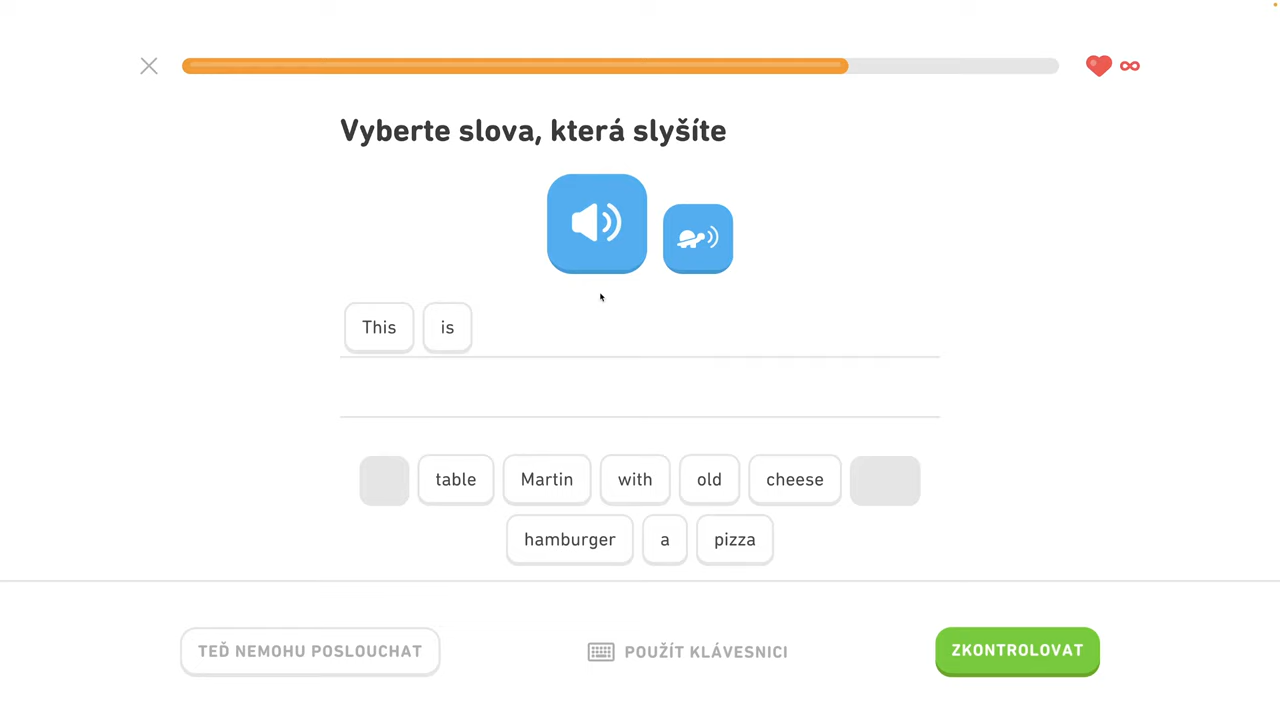 Vyberte slova, která slyšíte
This is
table Martin with old cheese
hamburger a pizza
TEĎ NEMOHU POSLOUCHAT POUŽÍT KLÁVESNICI ZKONTROLOVAT